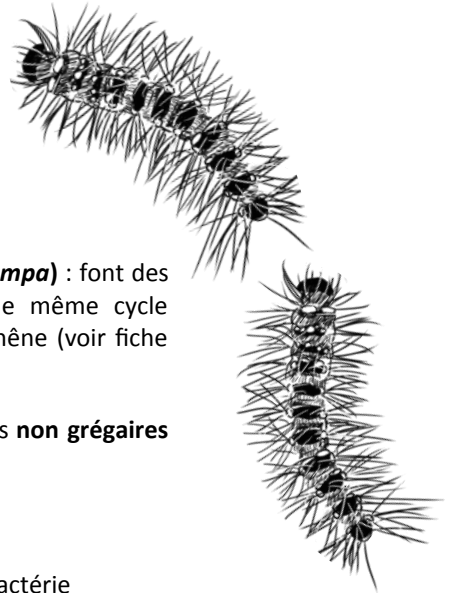 mpa) : font des
e même cycle
hêne (voir fiche
s non grégaires
actérie